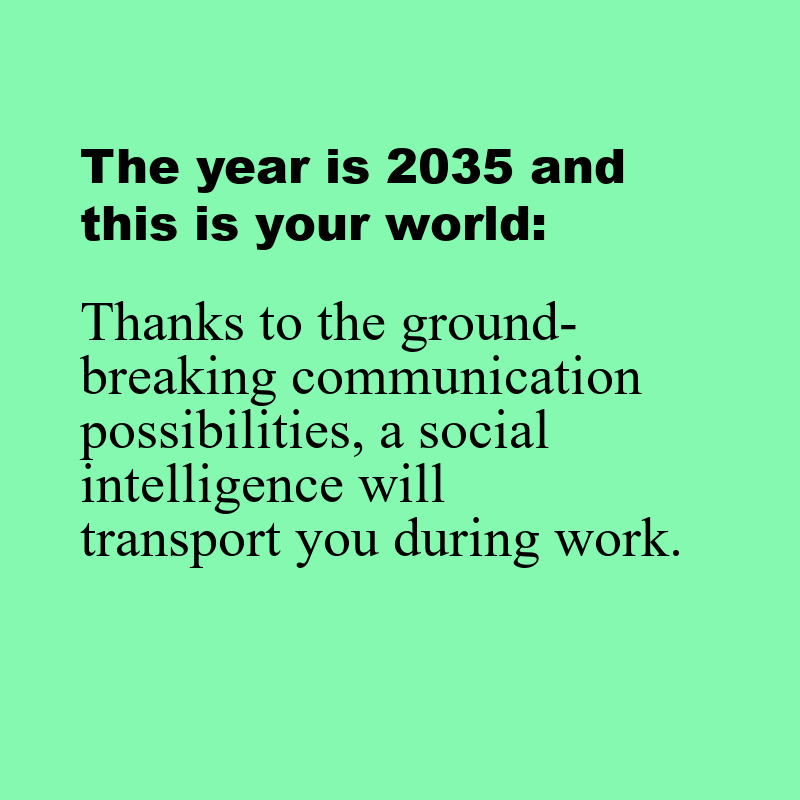 The year is 2035 and
this is your world:
Thanks to the ground-
breaking communication
possibilities, a social
intelligence will
transport you during work.